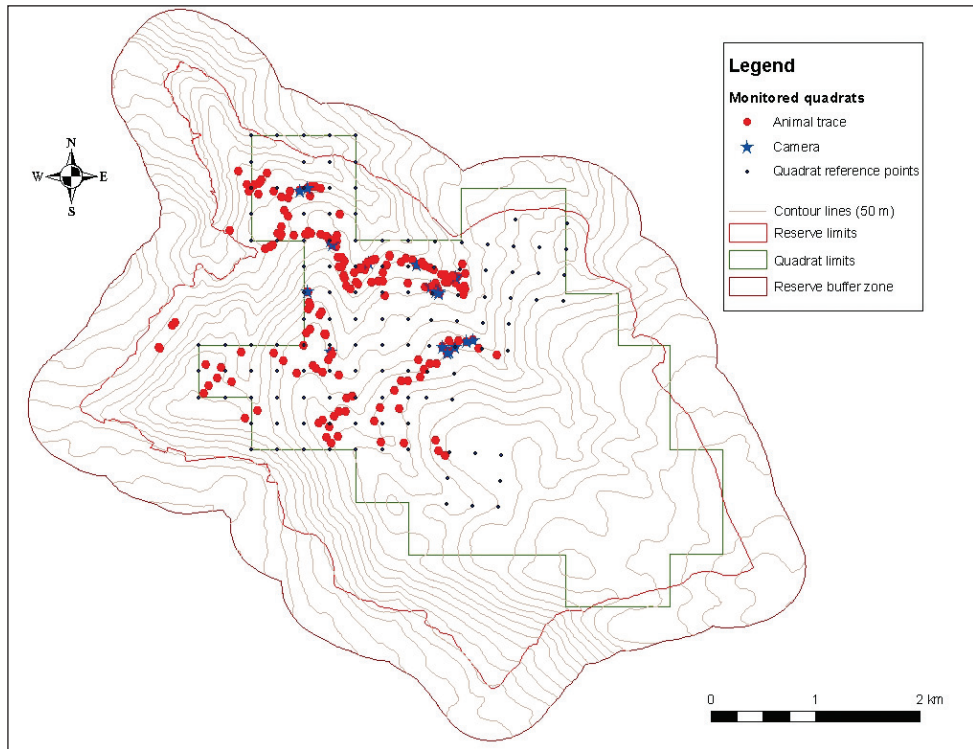 Legend
Monitored quadrats
Animal trace
Camera
Quadrat reference points
Contour lines (50 m)
Reserve limits
Quadrat limits
Reserve buffer zone
N
W E
S
0 1 2 km